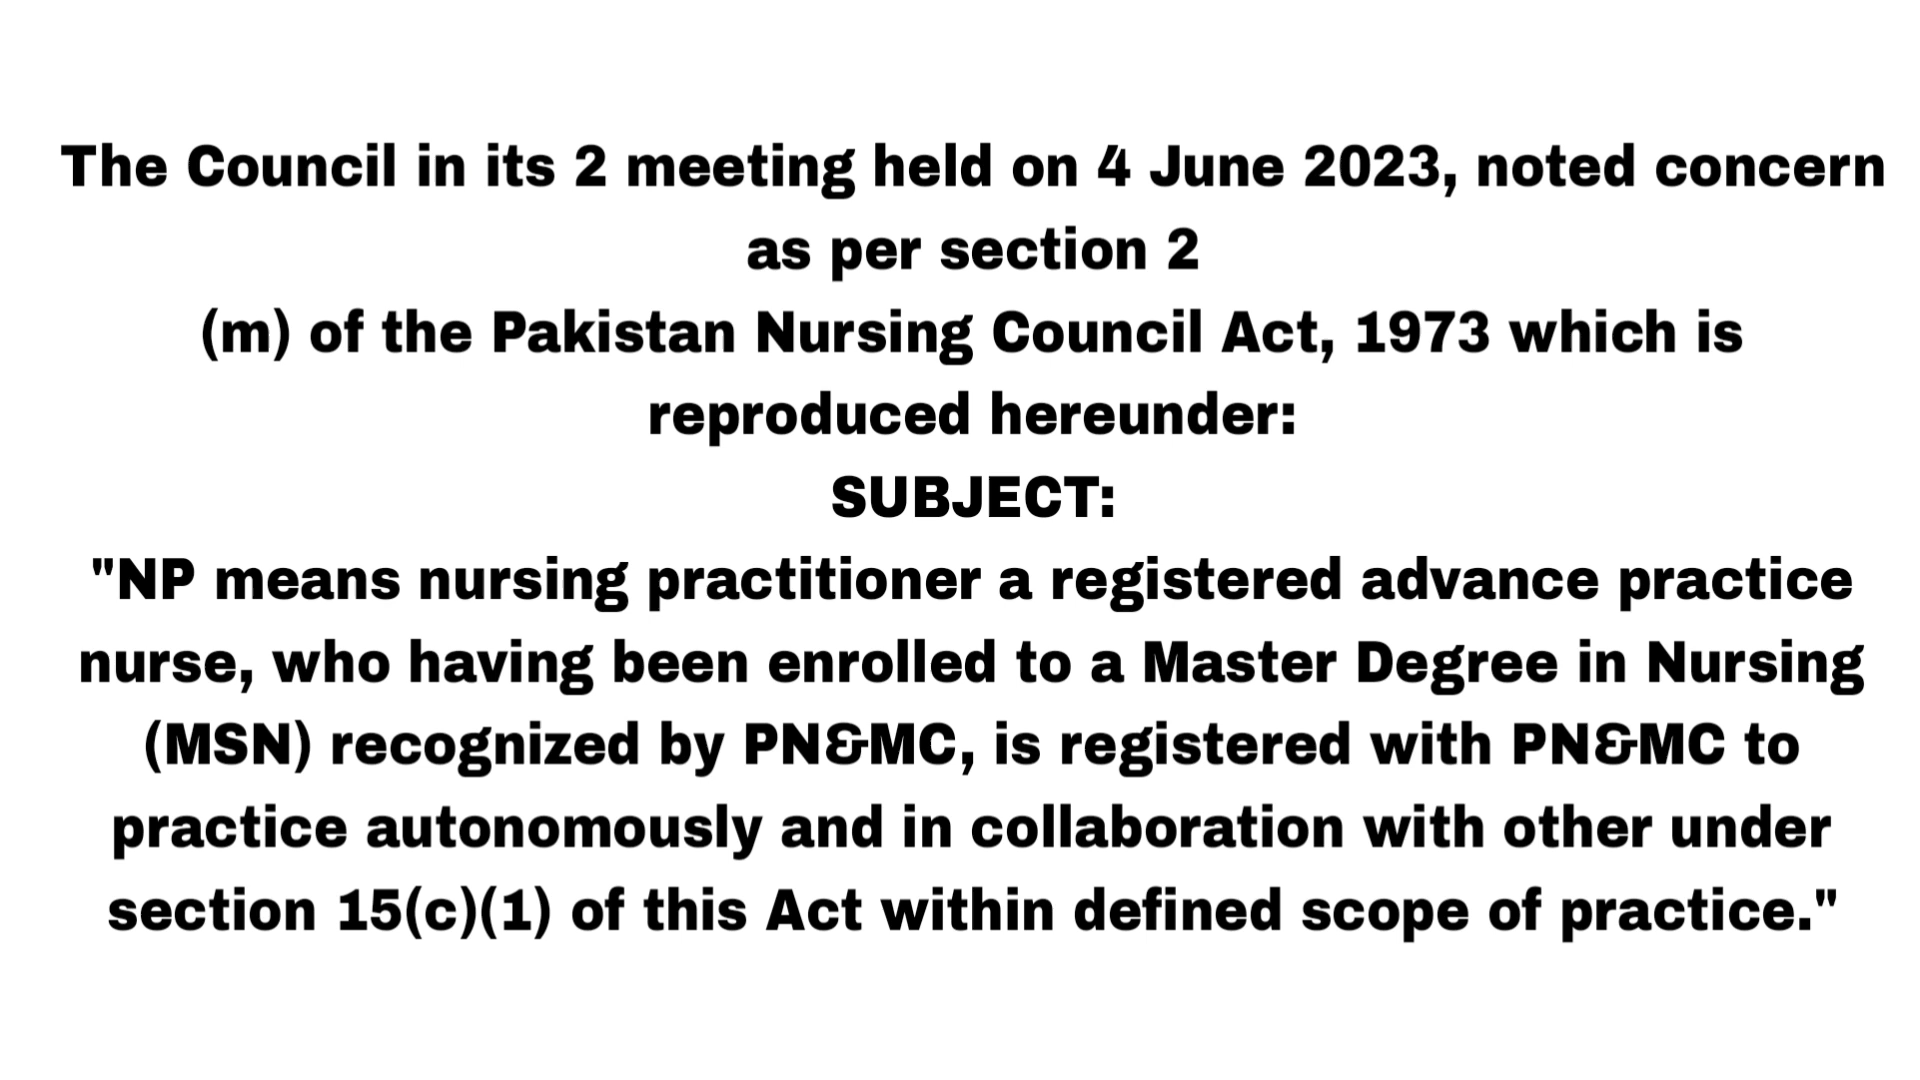 The Council in its 2 meeting held on 4 June 2023, noted concern
as per section 2
(m) of the Pakistan Nursing Council Act, 1973 which is
reproduced hereunder:
SUBJECT:
"NP means nursing practitioner a registered advance practice
nurse, who having been enrolled to a Master Degree in Nursing
(MSN) recognized by PN&MC, is registered with PN&MC to
practice autonomously and in collaboration with other under
section 15(c)(1) of this Act within defined scope of practice."